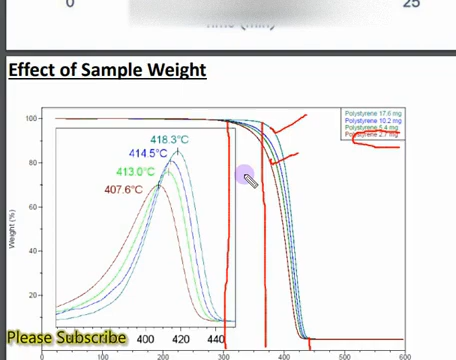 0
25
Effect of Sample Weight
100
80
60
40
20
Weight (%)
Polystyrene 17.6 mg
Polystyrene 10.2 mg
Polystyrene 5.4 mg
Polystyrene 2.7 mg
418.3°C
414.5°C
413.0°C
407.6°C
400 420 440
Please Subscribe
100 200 300 400 500 600